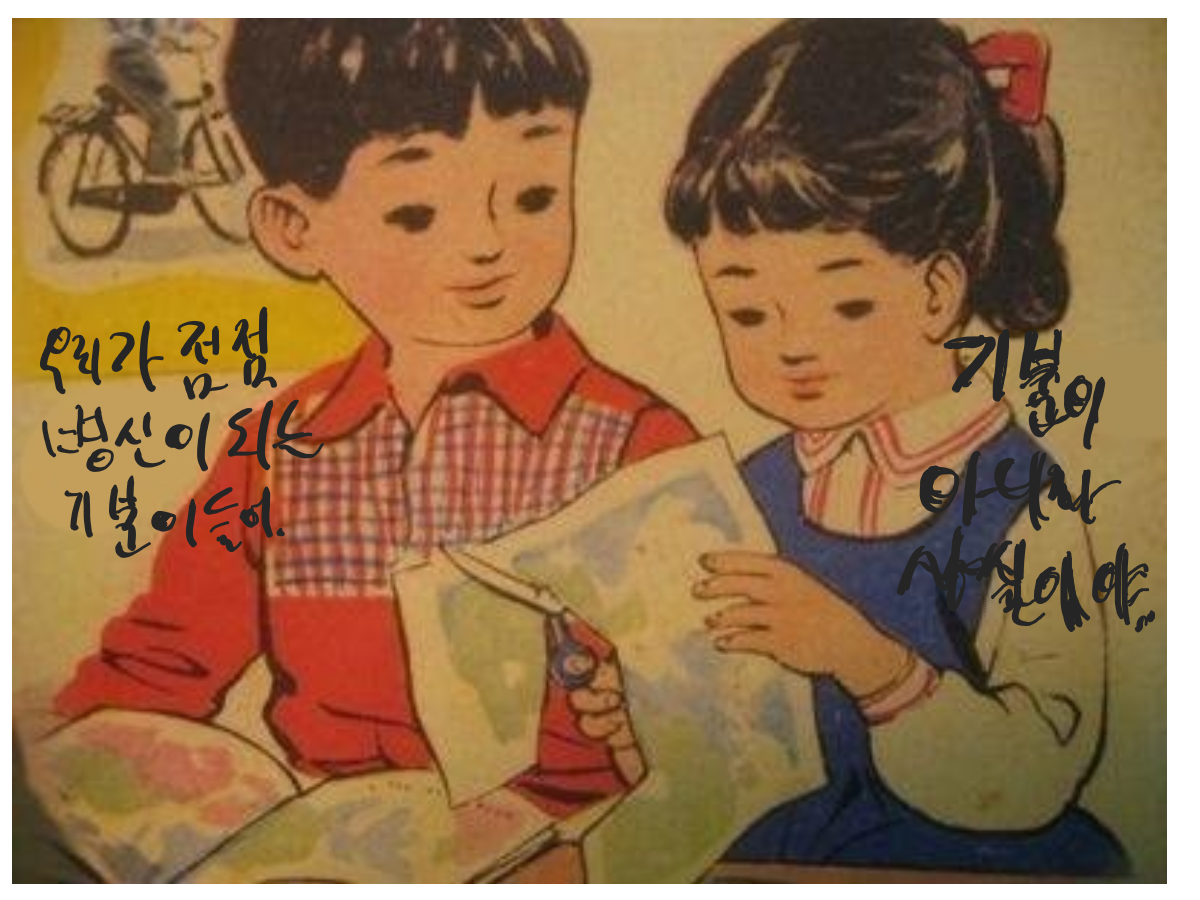 우리가 점점
병신이 되는
기분이들어.
기분이
아니라
사실이야..